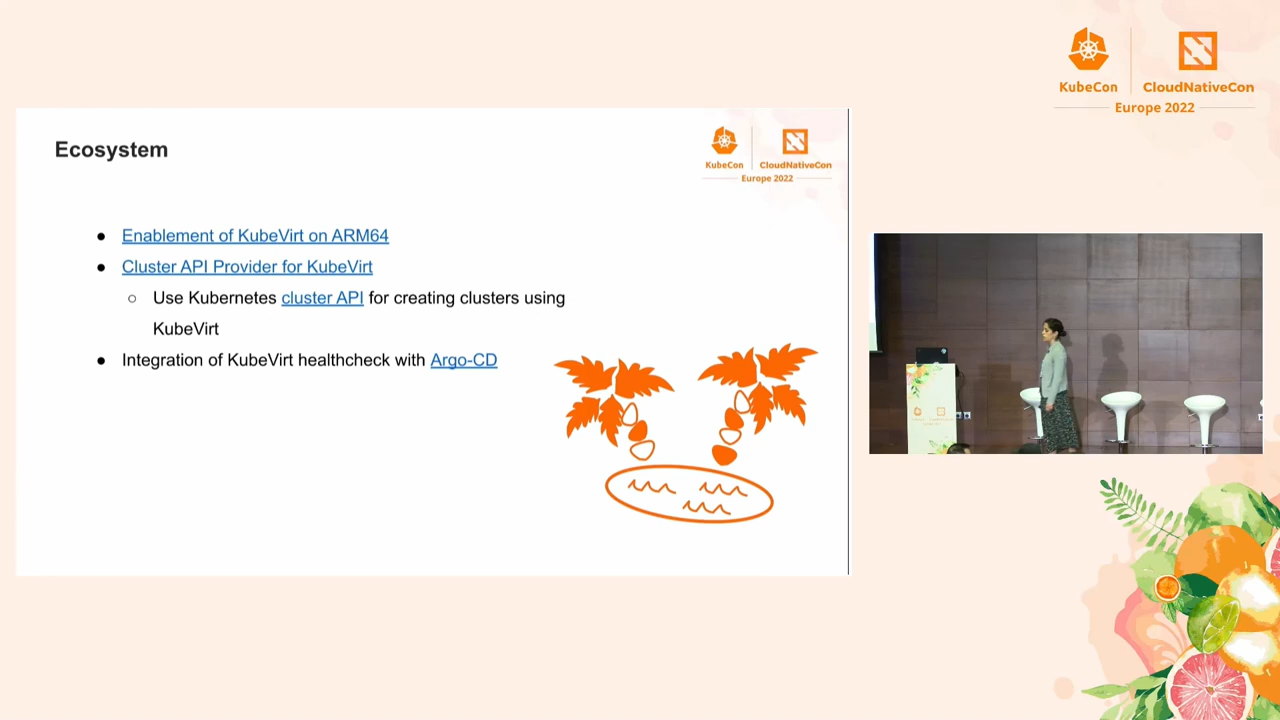 KubeCon
CloudNativeCon
Europe 2022
Ecosystem
KubeCon
CloudNativeCon
Europe 2022
● Enablement of KubeVirt on ARM64
● Cluster API Provider for KubeVirt
○ Use Kubernetes cluster API for creating clusters using
KubeVirt
● Integration of KubeVirt healthcheck with Argo-CD